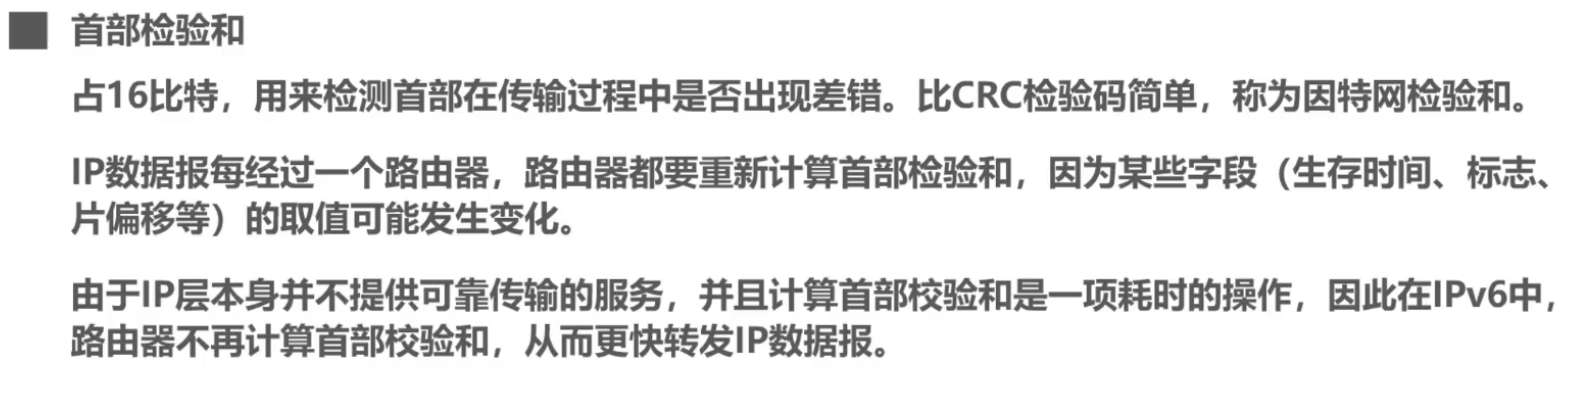 首部检验和
占16比特，用来检测首部在传输过程中是否出现差错。比CRC检验码简单，称为因特网检验和。
IP数据报每经过一个路由器，路由器都要重新计算首部检验和，因为某些字段（生存时间、标志、
片偏移等）的取值可能发生变化。
由于IP层本身并不提供可靠传输的服务，并且计算首部校验和是一项耗时的操作，因此在IPv6中，
路由器不再计算首部校验和，从而更快转发IP数据报。